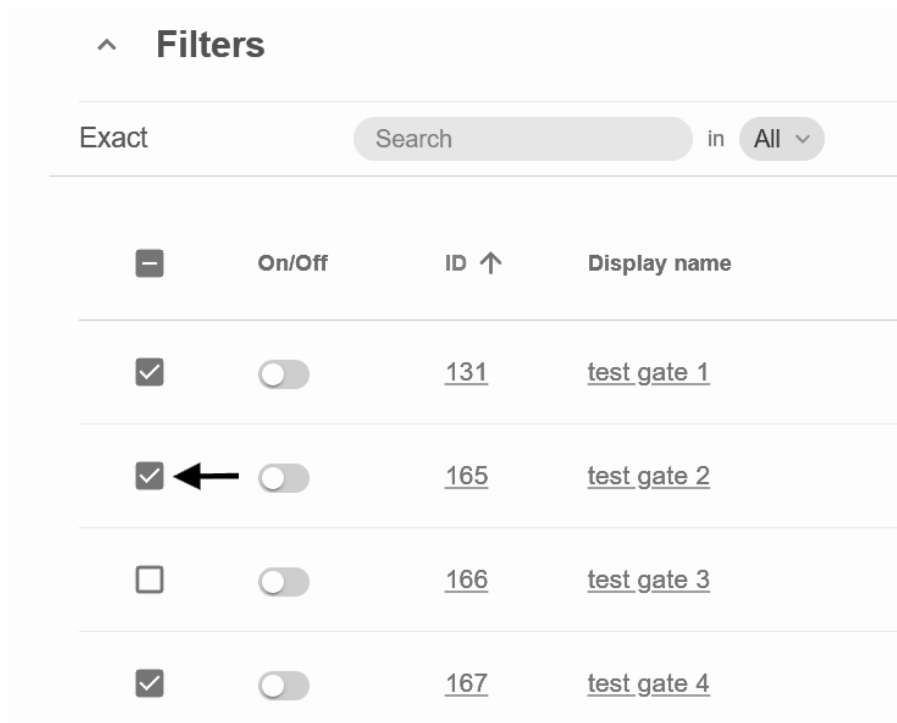 Filters
Exact Search in All
On/Off ID Display name
131 test gate 1
165 test gate 2
166 test gate 3
167 test gate 4